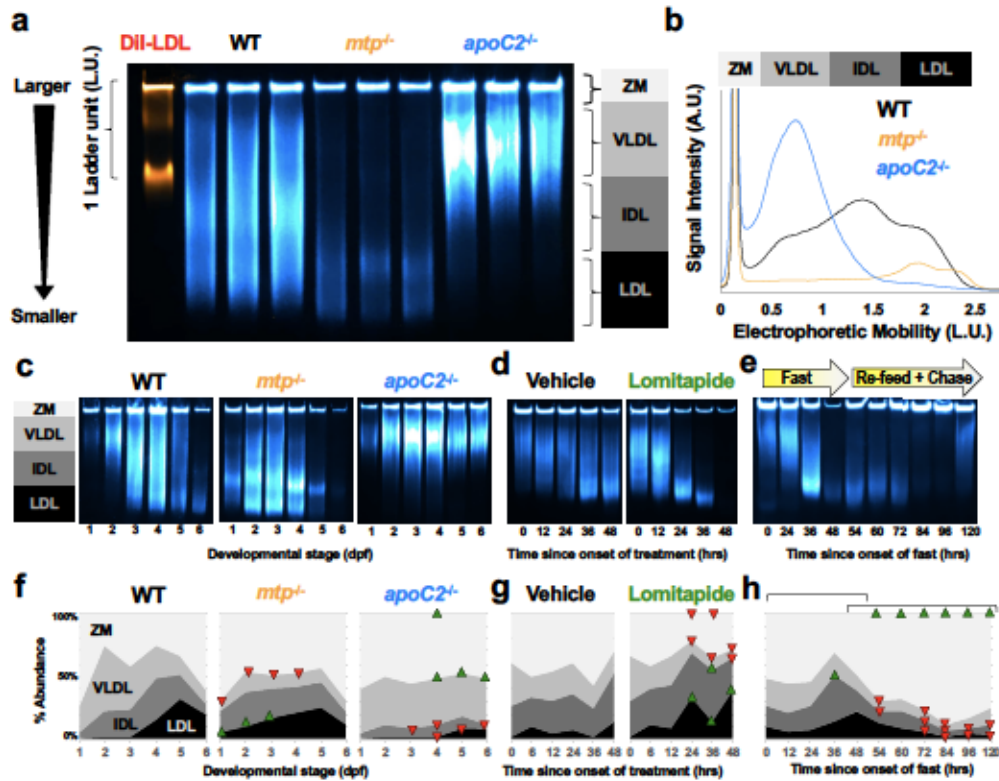 a
DiI-LDL WT mtp-/- apoC2-/-
Larger
Smaller
1 Ladder unit (L.U.)
ZM
VLDL
IDL
LDL
b
ZM VLDL IDL LDL
WT
mtp-/-
apoC2-/-
Signal Intensity (A.U.)
0 0.5 1 1.5 2 2.5
Electrophoretic Mobility (L.U.)
c
WT mtp-/- apoC2-/-
ZM
VLDL
IDL
LDL
1 2 3 4 5 6 1 2 3 4 5 6 1 2 3 4 5 6
Developmental stage (dpf)
d
Vehicle Lomitapide
0 12 24 36 48 0 12 24 36 48
Time since onset of treatment (hrs)
e
Fast Re-feed + Chase
0 24 36 48 54 60 72 84 96 120
Time since onset of fast (hrs)
f
WT mtp-/- apoC2-/-
100%
50%
0%
% Abundance
ZM
VLDL
IDL
LDL
1 2 3 4 5 6 1 2 3 4 5 6 1 2 3 4 5 6
Developmental stage (dpf)
g
Vehicle Lomitapide
0 6 12 24 36 48 0 6 12 24 36 48
Time since onset of treatment (hrs)
h
0 12 24 36 48 54 60 72 84 96 120
Time since onset of fast (hrs)